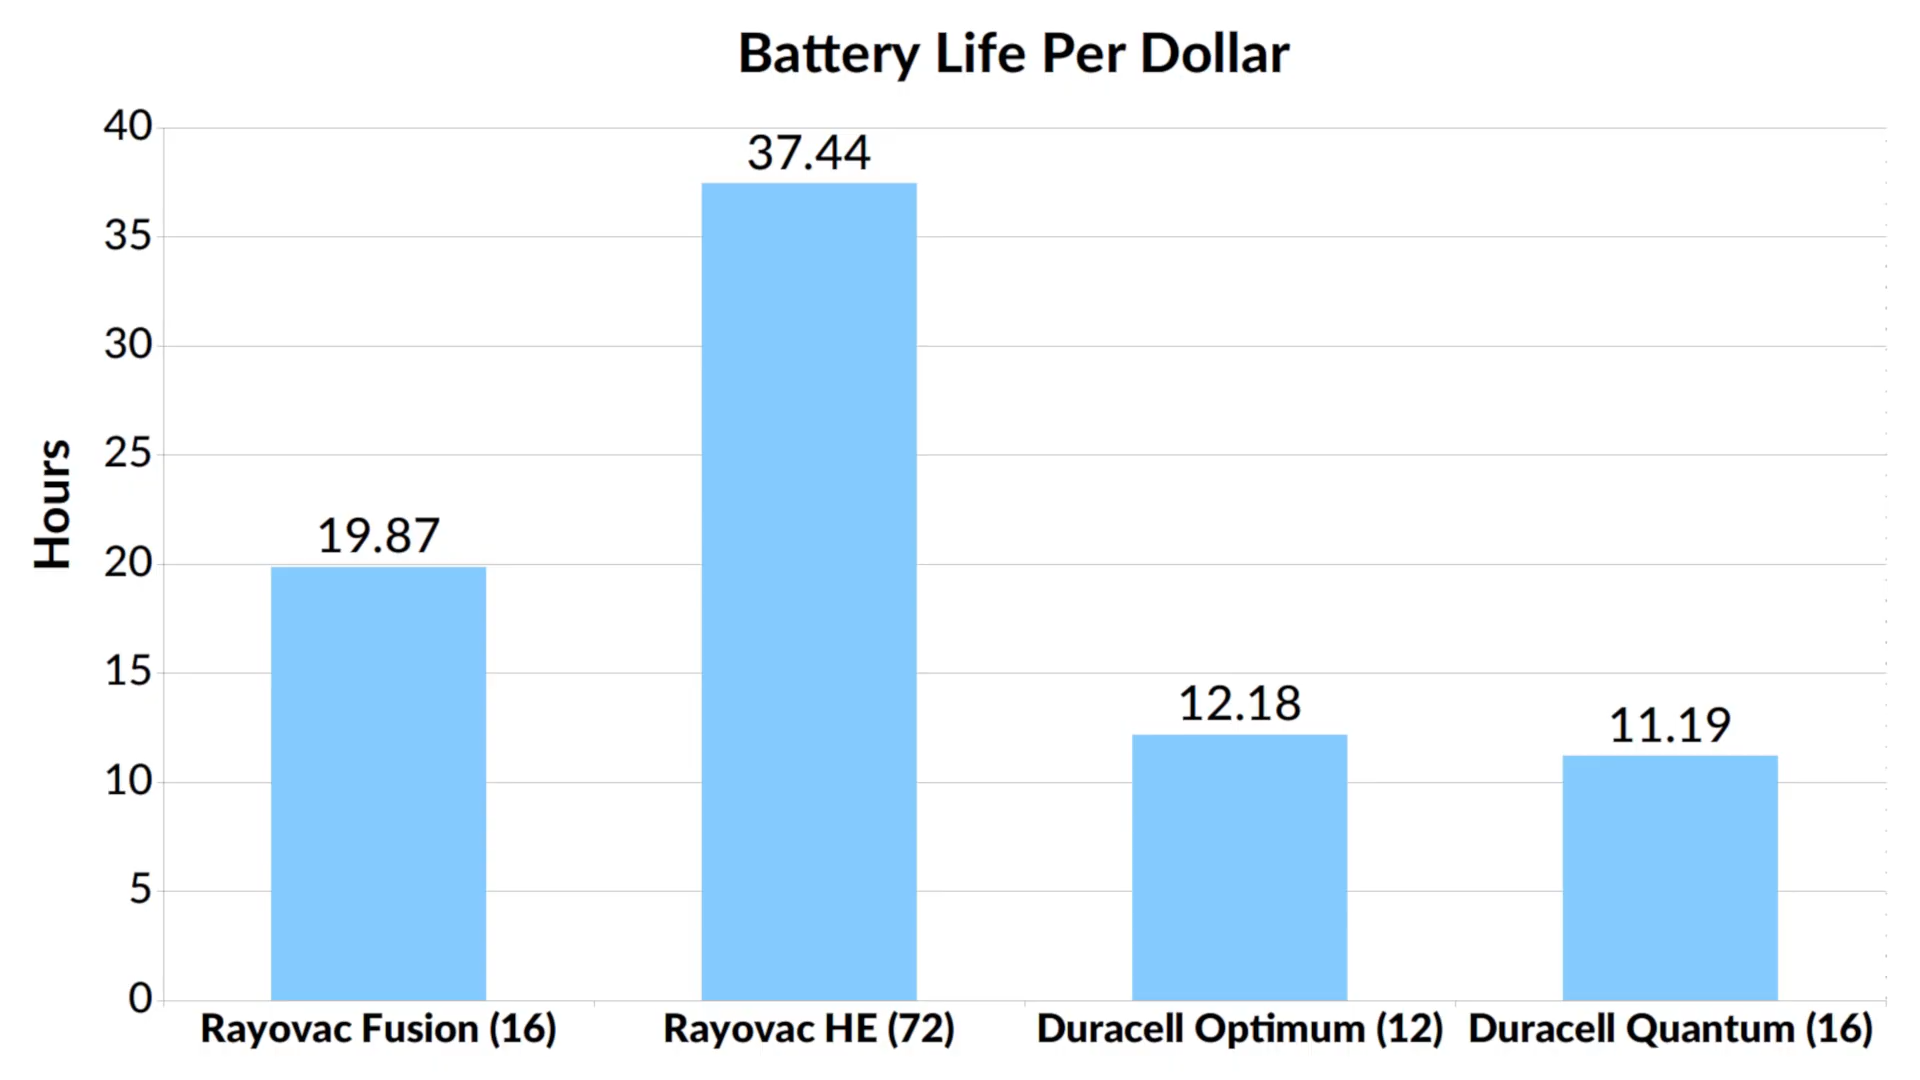 Battery Life Per Dollar
Hours
40
35
30
25
20
15
10
5
0
19.87
37.44
12.18
11.19
Rayovac Fusion (16)
Rayovac HE (72)
Duracell Optimum (12)
Duracell Quantum (16)